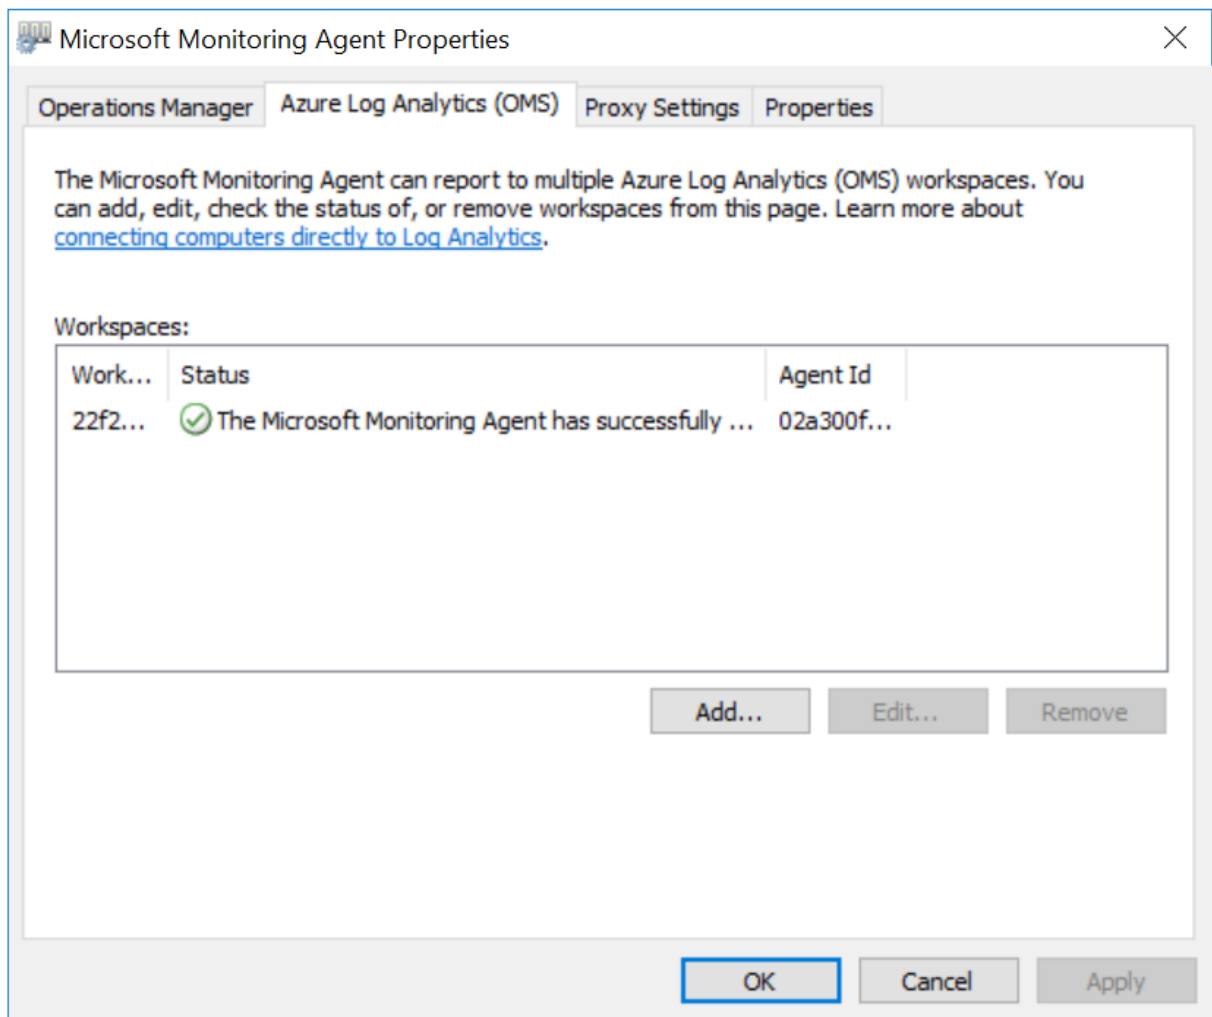 Microsoft Monitoring Agent Properties
Operations Manager Azure Log Analytics (OMS) Proxy Settings Properties
The Microsoft Monitoring Agent can report to multiple Azure Log Analytics (OMS) workspaces. You
can add, edit, check the status of, or remove workspaces from this page. Learn more about
connecting computers directly to Log Analytics.
Workspaces:
Work... Status Agent Id
22f2... The Microsoft Monitoring Agent has successfully ... 02a300f...
Add... Edit... Remove
OK Cancel Apply